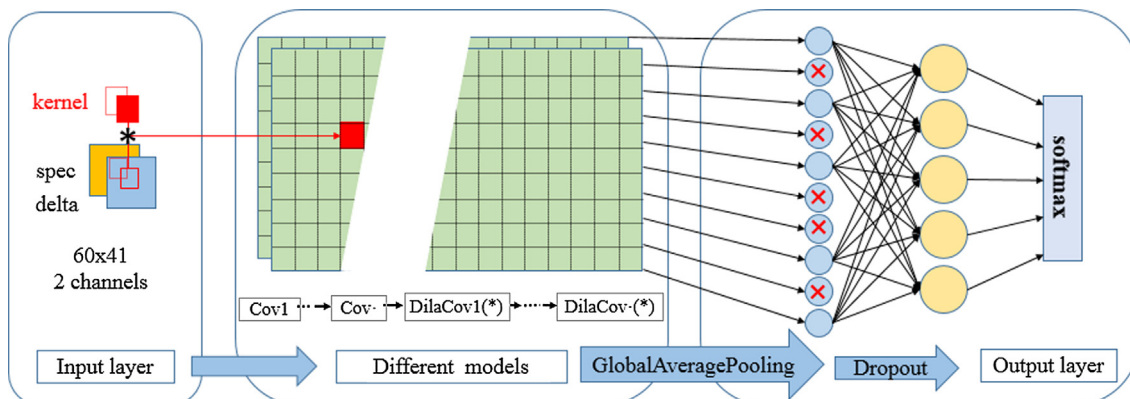 kernel
*
spec
delta
60x41
2 channels
Cov1
Cov·
DilaCov1(*)
DilaCov·(*)
softmax
Input layer
Different models
GlobalAveragePooling
Dropout
Output layer